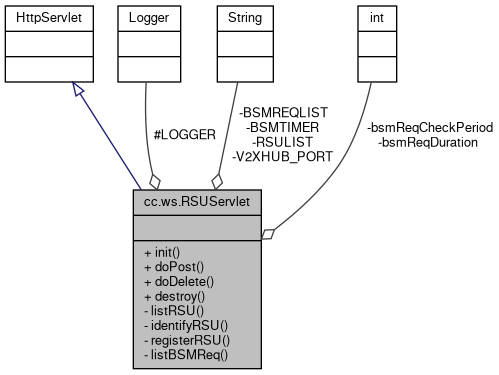 HttpServlet
Logger
String
int
#LOGGER
-BSMREQLIST
-BSMTIMER
-RSULIST
-V2XHUB_PORT
-bsmReqCheckPeriod
-bsmReqDuration
cc.ws.RSUServlet
+ init()
+ doPost()
+ doDelete()
+ destroy()
- listRSU()
- identifyRSU()
- registerRSU()
- listBSMReq()